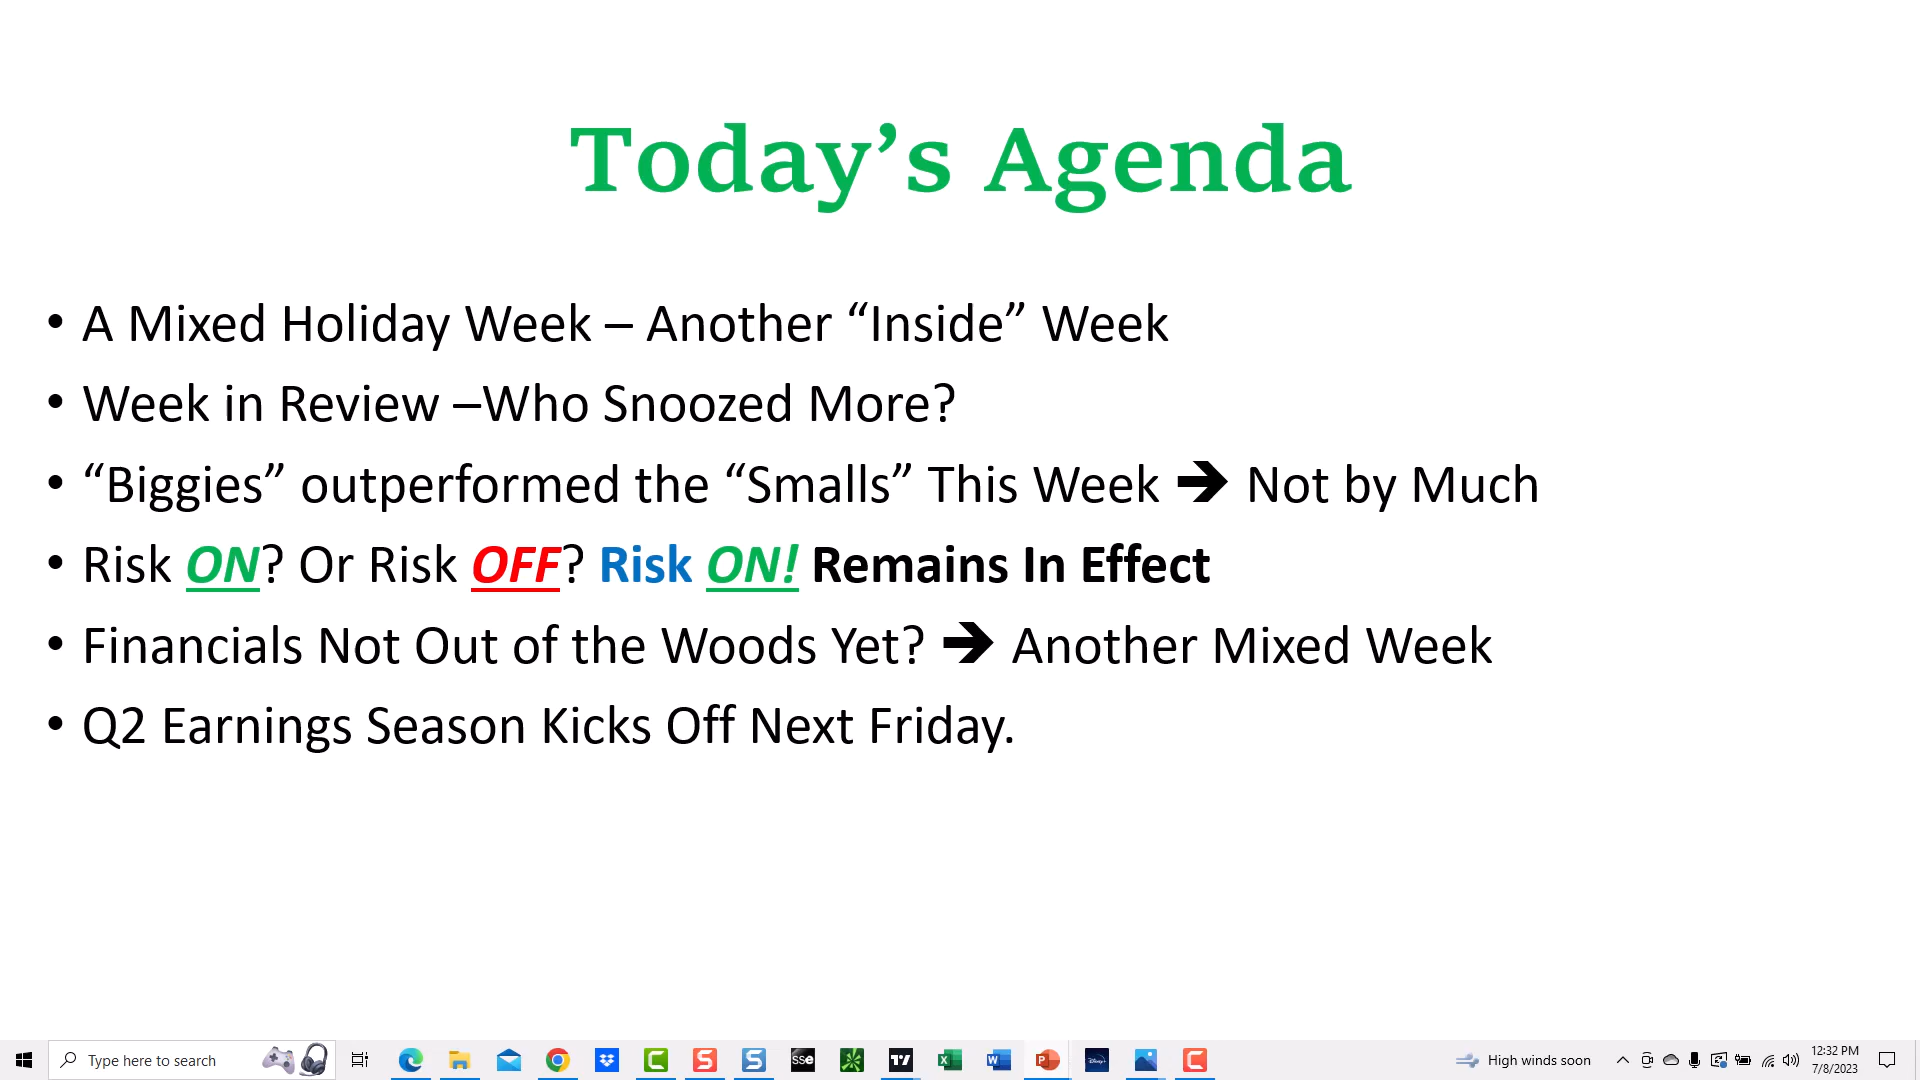 Today’s Agenda
• A Mixed Holiday Week – Another “Inside” Week
• Week in Review –Who Snoozed More?
• “Biggies” outperformed the “Smalls” This Week ➔ Not by Much
• Risk ON? Or Risk OFF? Risk ON! Remains In Effect
• Financials Not Out of the Woods Yet? ➔ Another Mixed Week
• Q2 Earnings Season Kicks Off Next Friday.
Type here to search
SSe
Disney+
High winds soon
12:32 PM
7/8/2023